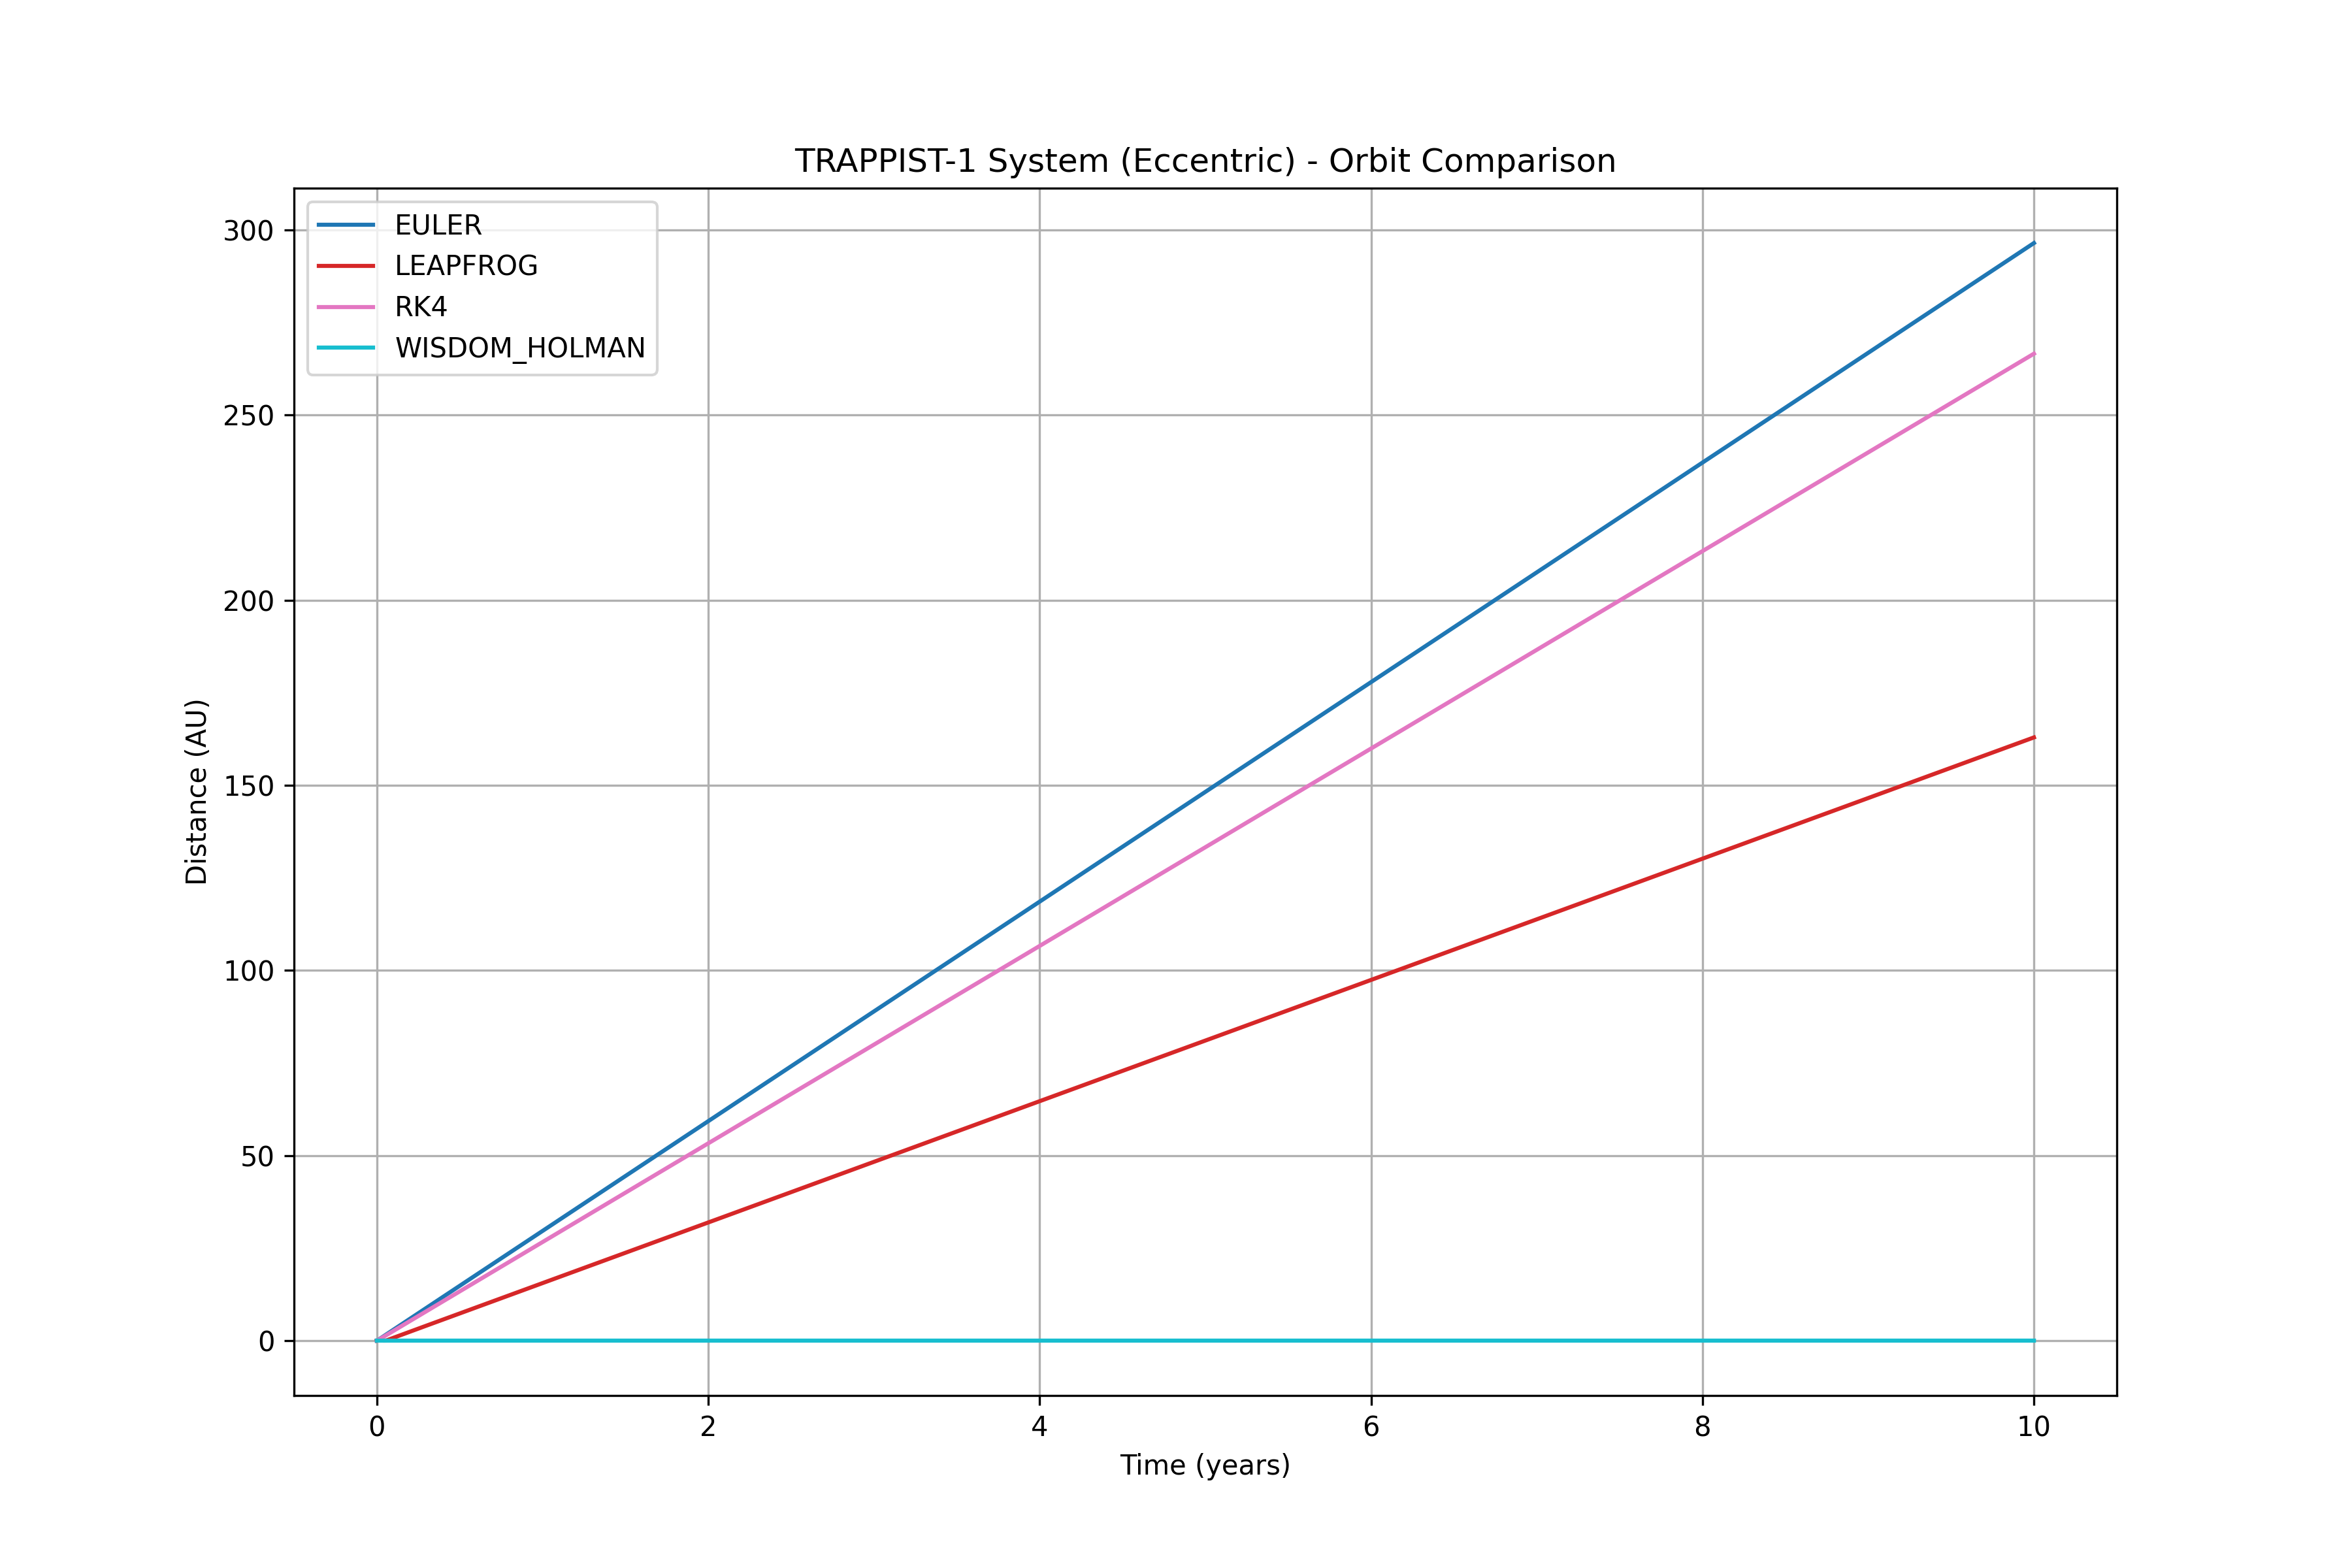 TRAPPIST-1 System (Eccentric) - Orbit Comparison
EULER
LEAPFROG
RK4
WISDOM_HOLMAN
300
250
200
150
100
50
0
Distance (AU)
0 2 4 6 8 10
Time (years)